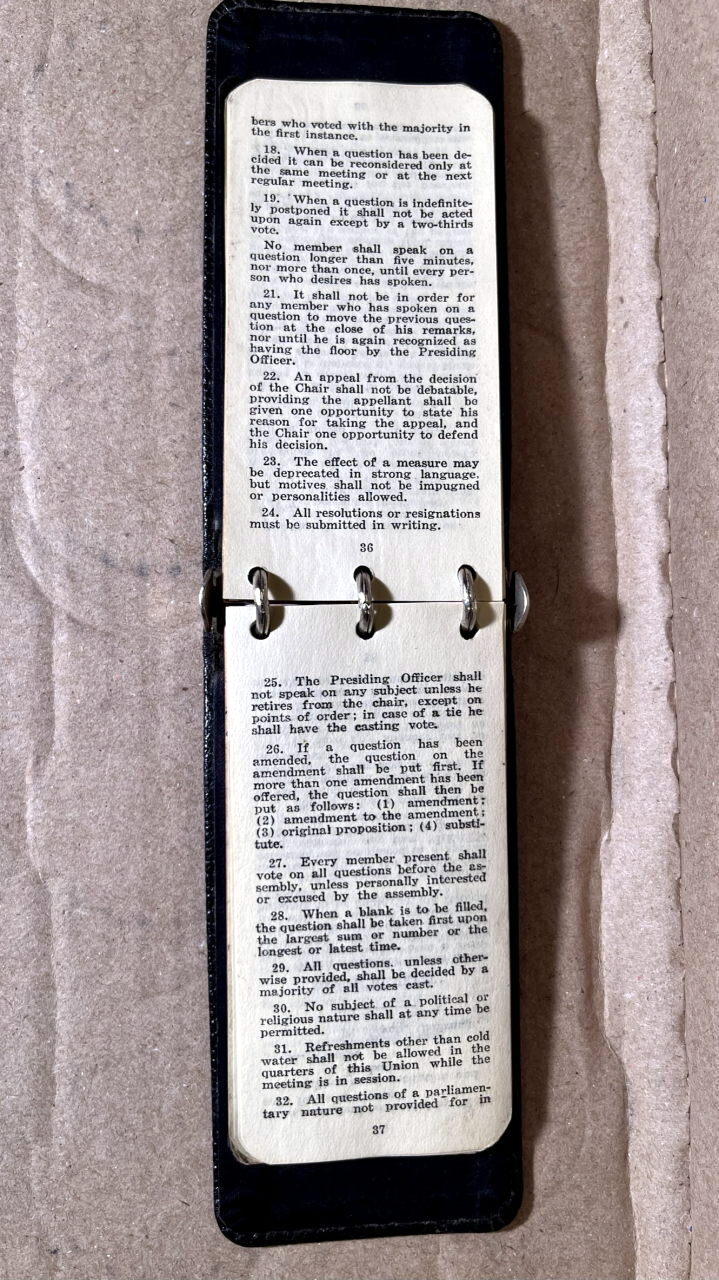 bers who voted with the majority in
the first instance.
18. When a question has been de-
cided it can be reconsidered only at
the same meeting or at the next
regular meeting.
19. When a question is indefinite-
ly postponed it shall not be acted
upon again except by a two-thirds
vote.
No member shall speak on a
question longer than five minutes,
nor more than once, until every per-
son who desires has spoken.
21. It shall not be in order for
any member who has spoken on a
question to move the previous ques-
tion at the close of his remarks,
nor until he is again recognized as
having the floor by the Presiding
Officer.
22. An appeal from the decision
of the Chair shall not be debatable,
providing the appellant shall be
given one opportunity to state his
reason for taking the appeal, and
the Chair one opportunity to defend
his decision.
23. The effect of a measure may
be deprecated in strong language,
but motives shall not be impugned
or personalities allowed.
24. All resolutions or resignations
must be submitted in writing.
36
25. The Presiding Officer shall
not speak on any subject unless he
retires from the chair, except on
points of order; in case of a tie he
shall have the casting vote.
26. If a question has been
amended, the question on the
amendment shall be put first. If
more than one amendment has been
offered, the question shall then be
put as follows: (1) amendment:
(2) amendment to the amendment;
(3) original proposition; (4) substi-
tute.
27. Every member present shall
vote on all questions before the as-
sembly, unless personally interested
or excused by the assembly.
28. When a blank is to be filled,
the question shall be taken first upon
the largest sum or number or the
longest or latest time.
29. All questions. unless other-
wise provided, shall be decided by a
majority of all votes cast.
30. No subject of a political or
religious nature shall at any time be
permitted.
31. Refreshments other than cold
water shall not be allowed in the
quarters of this Union while the
meeting is in session.
32. All questions of a parliamen-
tary nature not provided for in
37